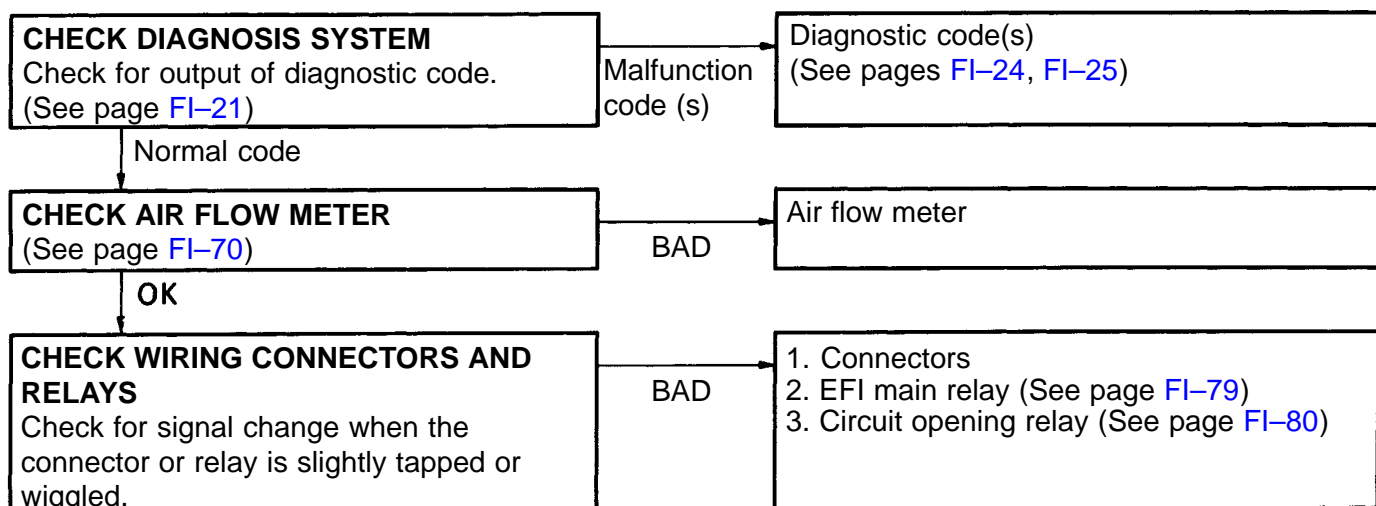 CHECK DIAGNOSIS SYSTEM
Check for output of diagnostic code.
(See page FI–21)
Malfunction
code (s)
Diagnostic code(s)
(See pages FI–24, FI–25)
Normal code
CHECK AIR FLOW METER
(See page FI–70)
BAD
Air flow meter
OK
CHECK WIRING CONNECTORS AND
RELAYS
Check for signal change when the
connector or relay is slightly tapped or
wiggled.
BAD
1. Connectors
2. EFI main relay (See page FI–79)
3. Circuit opening relay (See page FI–80)